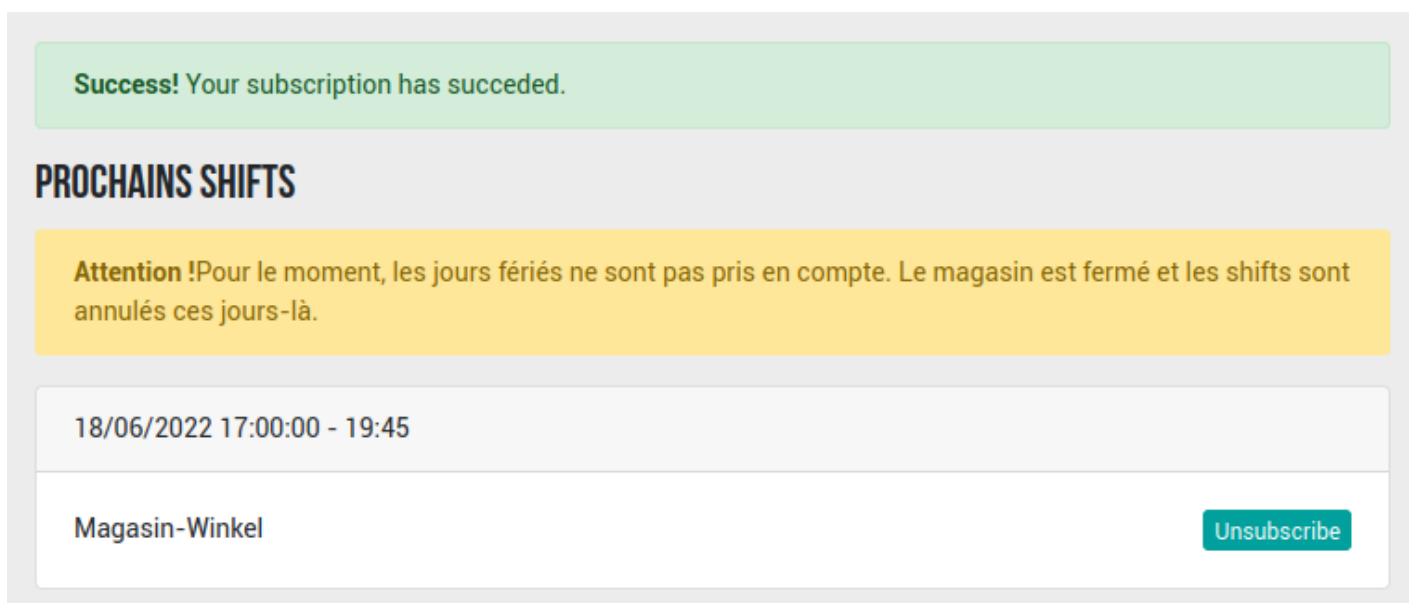 Success! Your subscription has succeded.
PROCHAINS SHIFTS
Attention !Pour le moment, les jours fériés ne sont pas pris en compte. Le magasin est fermé et les shifts sont
annulés ces jours-là.
18/06/2022 17:00:00 - 19:45
Magasin-Winkel
Unsubscribe